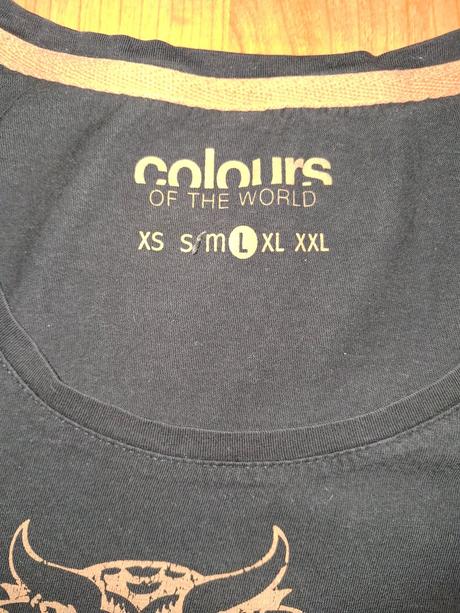 colours
OF THE WORLD
XS S/M L XL XXL